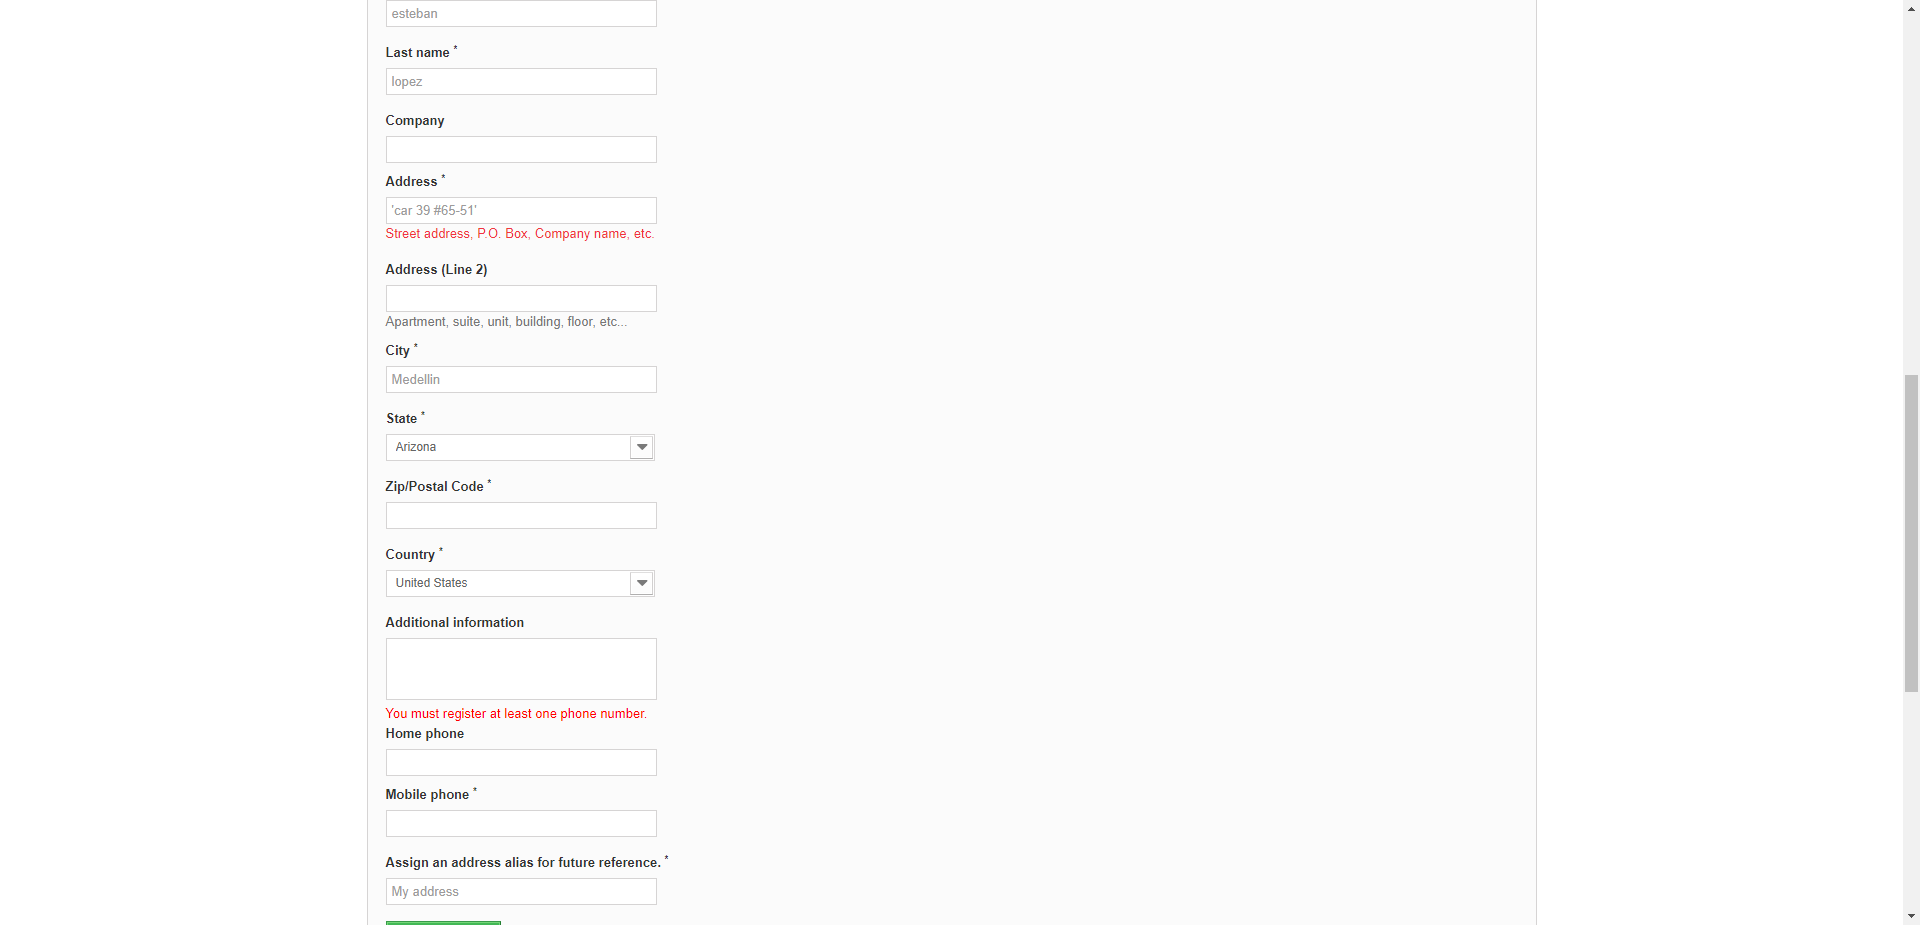 esteban
Last name *
lopez
Company
Address *
'car 39 #65-51'
Street address, P.O. Box, Company name, etc.
Address (Line 2)
Apartment, suite, unit, building, floor, etc...
City *
Medellin
State *
Arizona
Zip/Postal Code *
Country *
United States
Additional information
You must register at least one phone number.
Home phone
Mobile phone *
Assign an address alias for future reference. *
My address